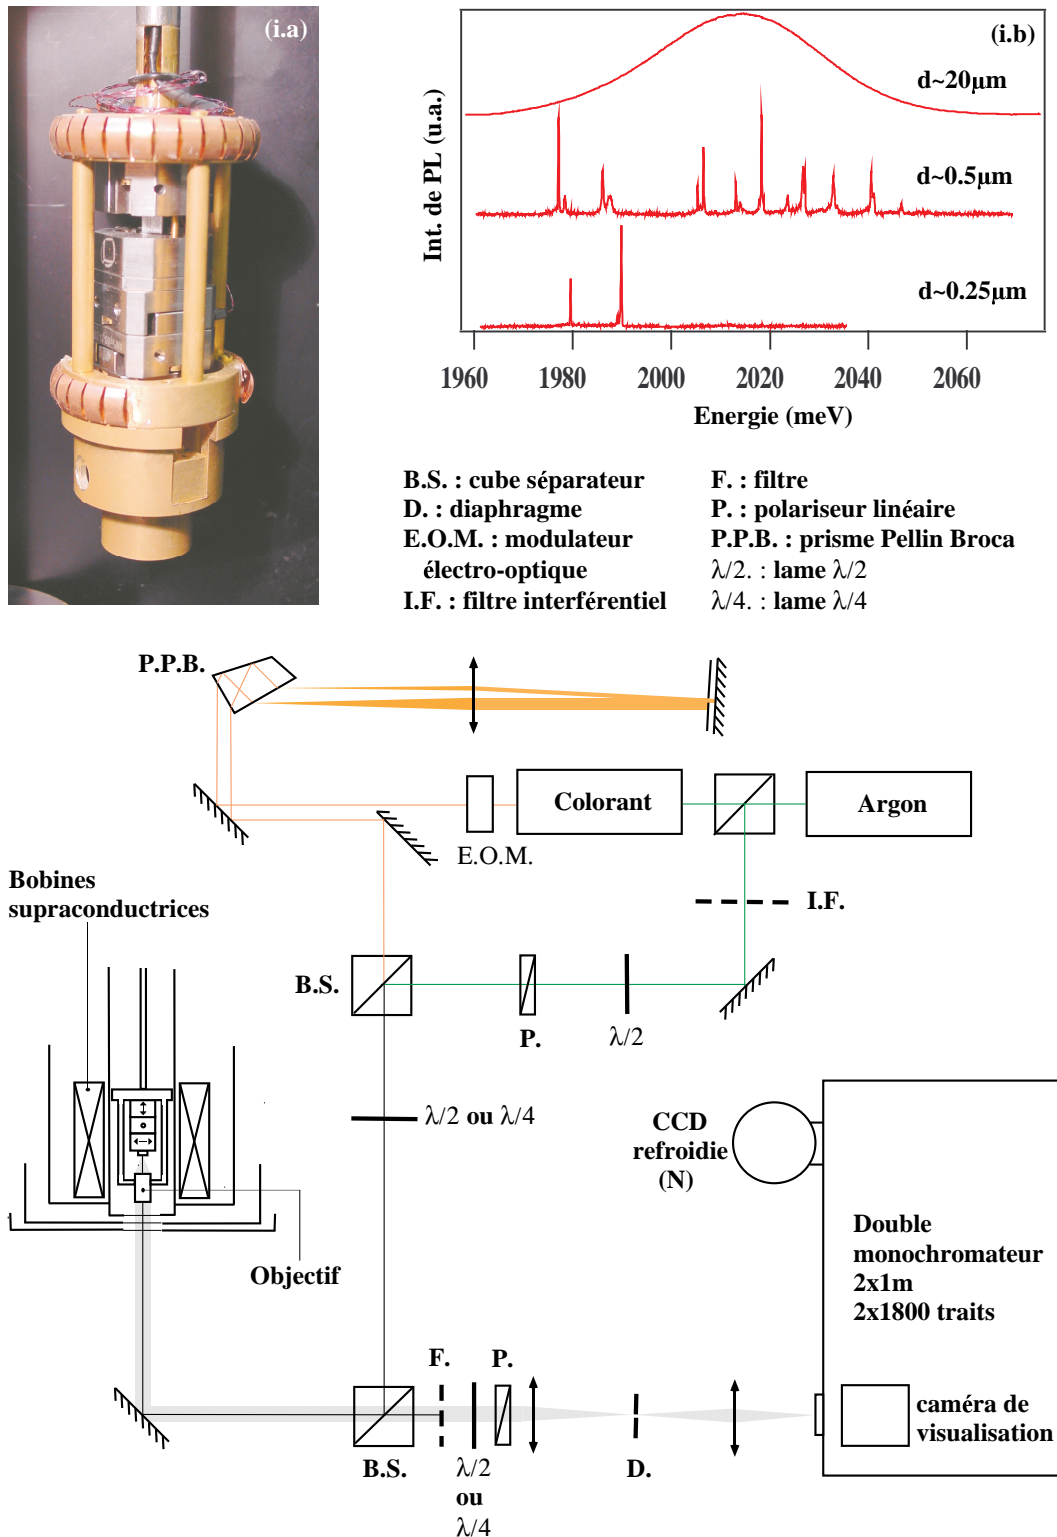 (i.a)
(i.b)
Int. de PL (u.a.)
d~20µm
d~0.5µm
d~0.25µm
1960 1980 2000 2020 2040 2060
Energie (meV)
B.S. : cube séparateur
D. : diaphragme
E.O.M. : modulateur
électro-optique
I.F. : filtre interférentiel
F. : filtre
P. : polariseur linéaire
P.P.B. : prisme Pellin Broca
λ/2. : lame λ/2
λ/4. : lame λ/4
P.P.B.
Colorant
Argon
E.O.M.
Bobines
supraconductrices
I.F.
B.S.
P.
λ/2
λ/2 ou λ/4
CCD
refroidie
(N)
Double
monochromateur
2x1m
2x1800 traits
Objectif
F.
P.
caméra de
visualisation
B.S.
λ/2
ou
λ/4
D.